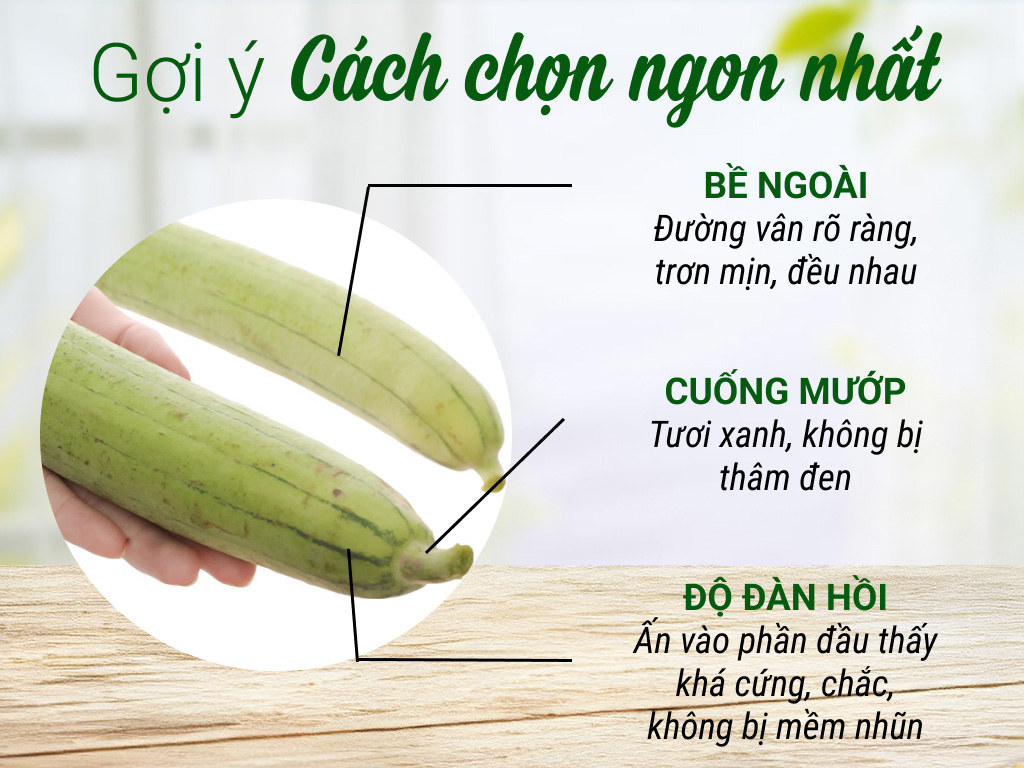 Gợi ý Cách chọn ngon nhất
BỀ NGOÀI
Đường vân rõ ràng,
trơn mịn, đều nhau
CUỐNG MƯỚP
Tươi xanh, không bị
thâm đen
ĐỘ ĐÀN HỒI
Ấn vào phần đầu thấy
khá cứng, chắc,
không bị mềm nhũn